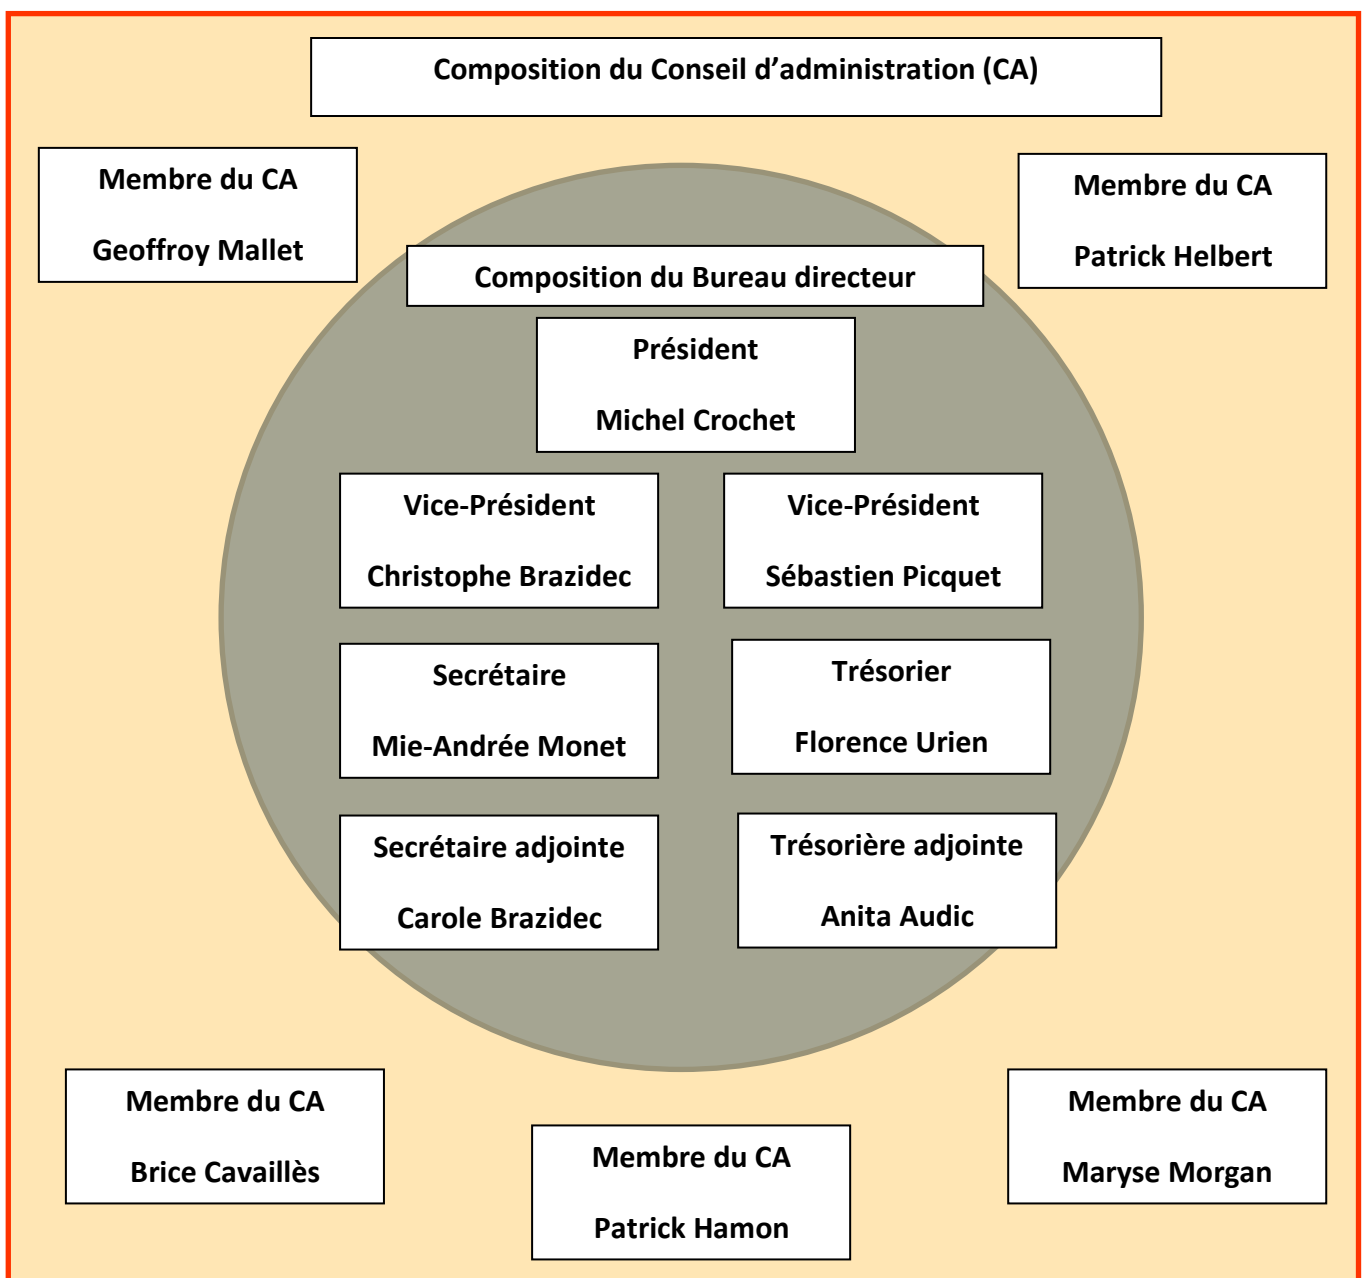 Composition du Conseil d’administration (CA)
Membre du CA
Geoffroy Mallet
Membre du CA
Patrick Helbert
Composition du Bureau directeur
Président
Michel Crochet
Vice-Président
Christophe Brazidec
Vice-Président
Sébastien Picquet
Secrétaire
Mie-Andrée Monet
Trésorier
Florence Urien
Secrétaire adjointe
Carole Brazidec
Trésorière adjointe
Anita Audic
Membre du CA
Brice Cavaillès
Membre du CA
Patrick Hamon
Membre du CA
Maryse Morgan